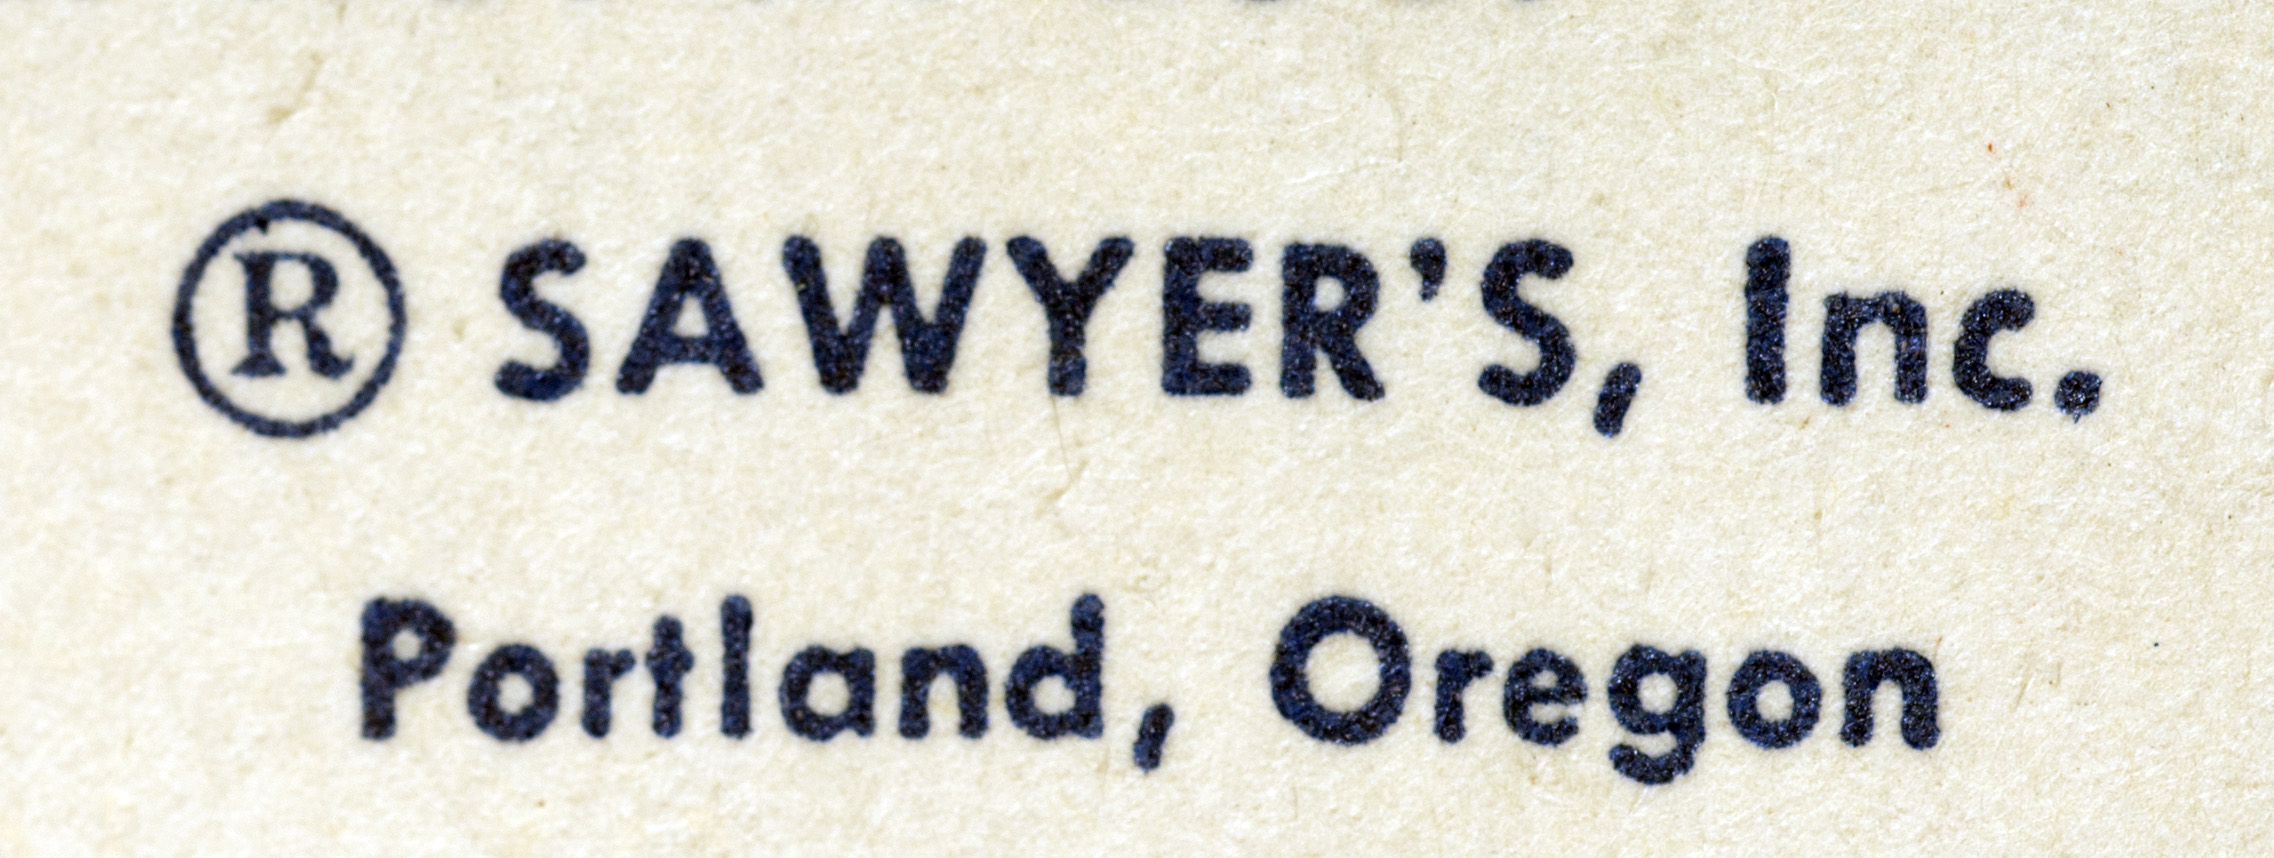 ® SAWYER'S, Inc.
Portland, Oregon